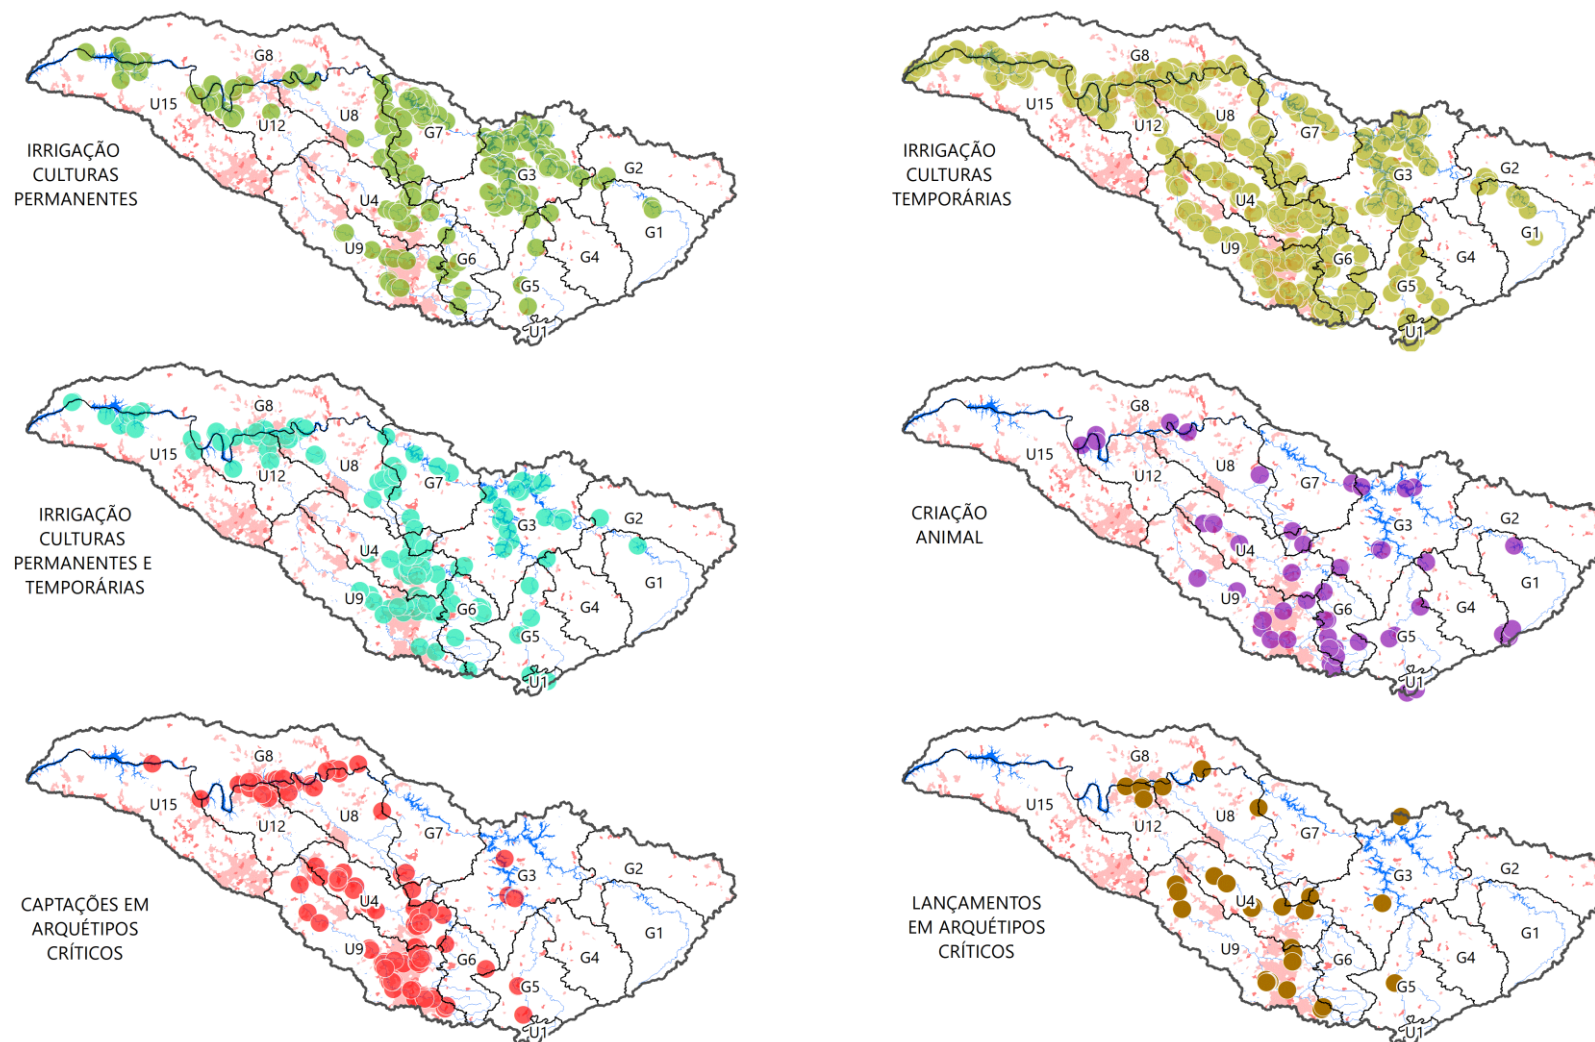 IRRIGAÇÃO
CULTURAS
PERMANENTES
G8
U15
U12
U8
G7
G3
G2
U4
U9
G6
G1
G4
G5
U1
IRRIGAÇÃO
CULTURAS
TEMPORÁRIAS
G8
U15
U12
U8
G7
G3
G2
U4
U9
G6
G1
G4
G5
U1
IRRIGAÇÃO
CULTURAS
PERMANENTES E
TEMPORÁRIAS
G8
U15
U12
U8
G7
G3
G2
U4
U9
G6
G1
G4
G5
U1
CRIAÇÃO
ANIMAL
G8
U15
U12
U8
G7
G3
G2
U4
U9
G6
G1
G4
G5
U1
CAPTAÇÕES EM
ARQUÉTIPOS
CRÍTICOS
G8
U15
U12
U8
G7
G3
G2
U4
U9
G6
G1
G4
G5
U1
LANÇAMENTOS
EM ARQUÉTIPOS
CRÍTICOS
G8
U15
U12
U8
G7
G3
G2
U4
U9
G6
G1
G4
G5
U1